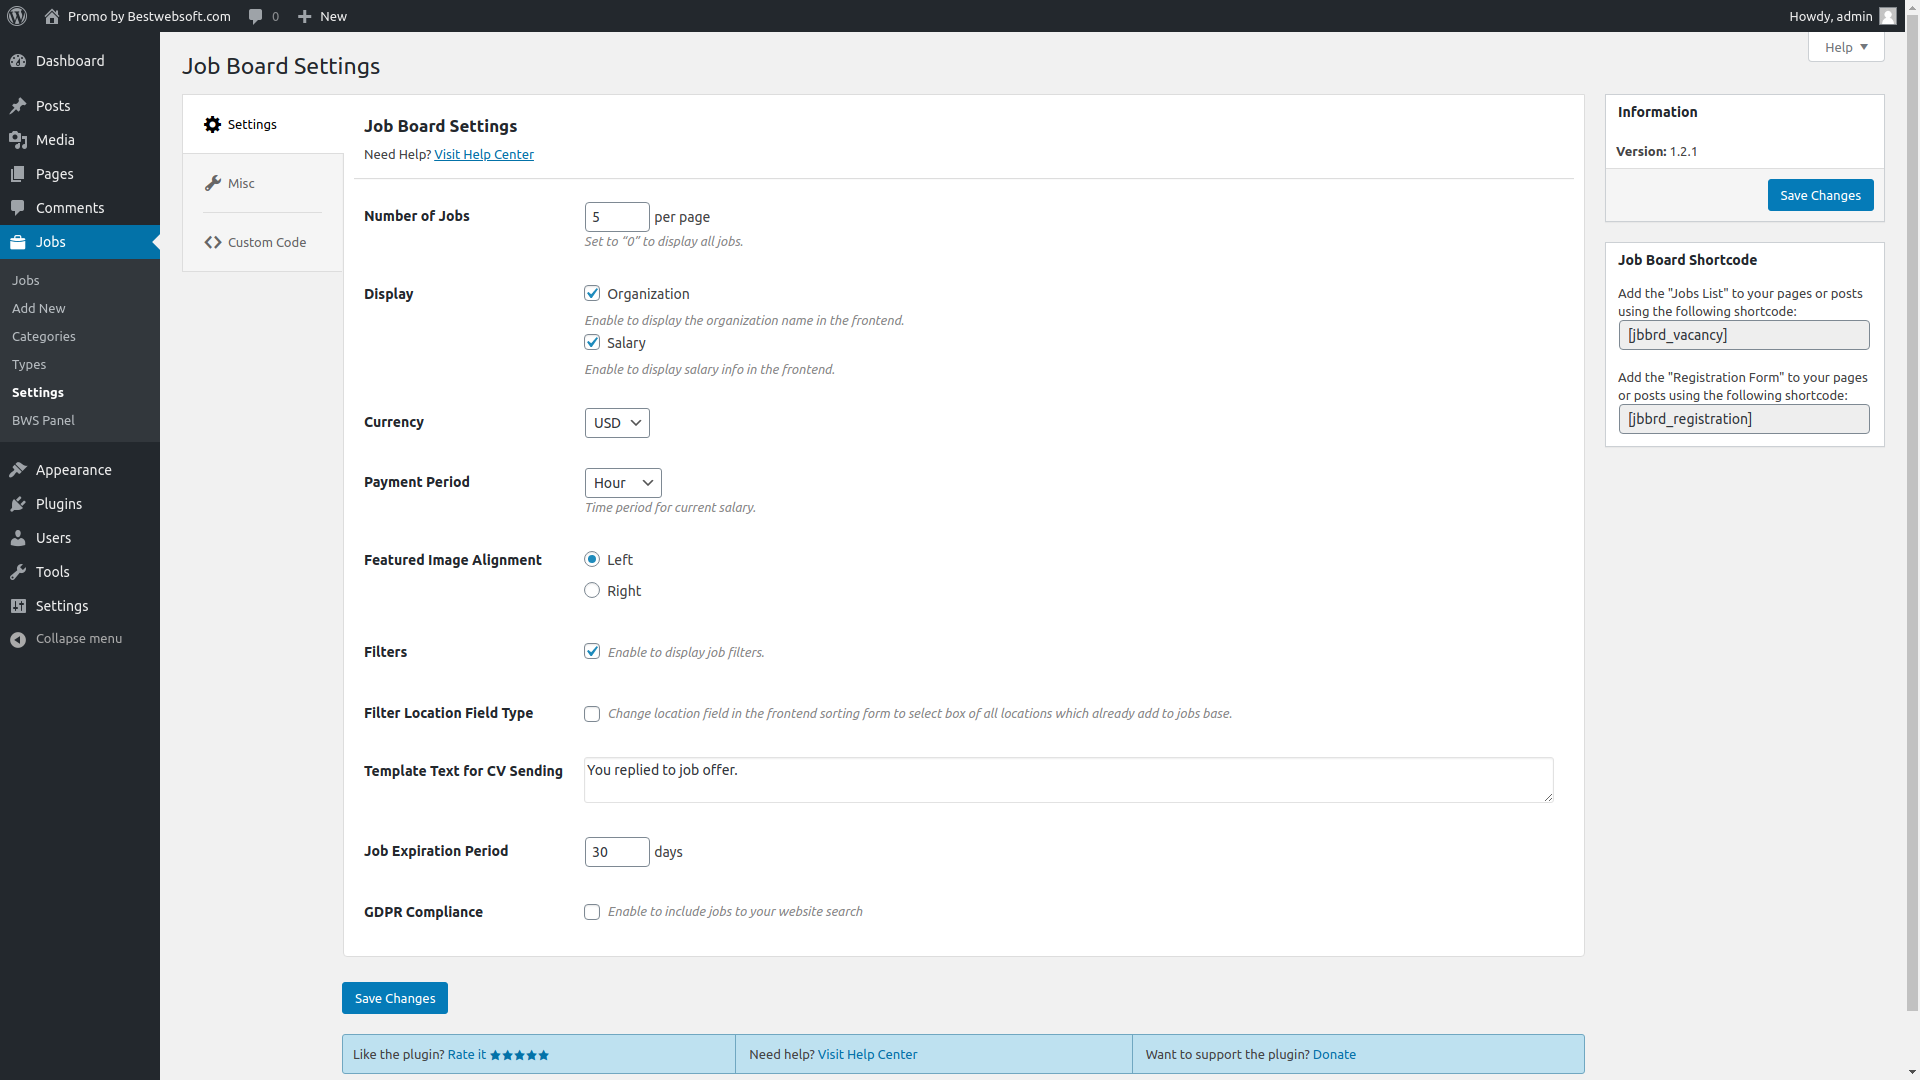 Promo by Bestwebsoft.com
0
New
Howdy, admin
Dashboard
Posts
Media
Pages
Comments
Jobs
Jobs
Add New
Categories
Types
Settings
BWS Panel
Appearance
Plugins
Users
Tools
Settings
Collapse menu
Help
Job Board Settings
Settings
Misc
Custom Code
Job Board Settings
Need Help? Visit Help Center
Number of Jobs
5 per page
Set to “0” to display all jobs.
Display
Organization
Enable to display the organization name in the frontend.
Salary
Enable to display salary info in the frontend.
Currency
USD
Payment Period
Hour
Time period for current salary.
Featured Image Alignment
Left
Right
Filters
Enable to display job filters.
Filter Location Field Type
Change location field in the frontend sorting form to select box of all locations which already add to jobs base.
Template Text for CV Sending
You replied to job offer.
Job Expiration Period
30 days
GDPR Compliance
Enable to include jobs to your website search
Save Changes
Like the plugin? Rate it
Need help? Visit Help Center
Want to support the plugin? Donate
Information
Version: 1.2.1
Save Changes
Job Board Shortcode
Add the "Jobs List" to your pages or posts
using the following shortcode:
[jbbrd_vacancy]
Add the "Registration Form" to your pages
or posts using the following shortcode:
[jbbrd_registration]